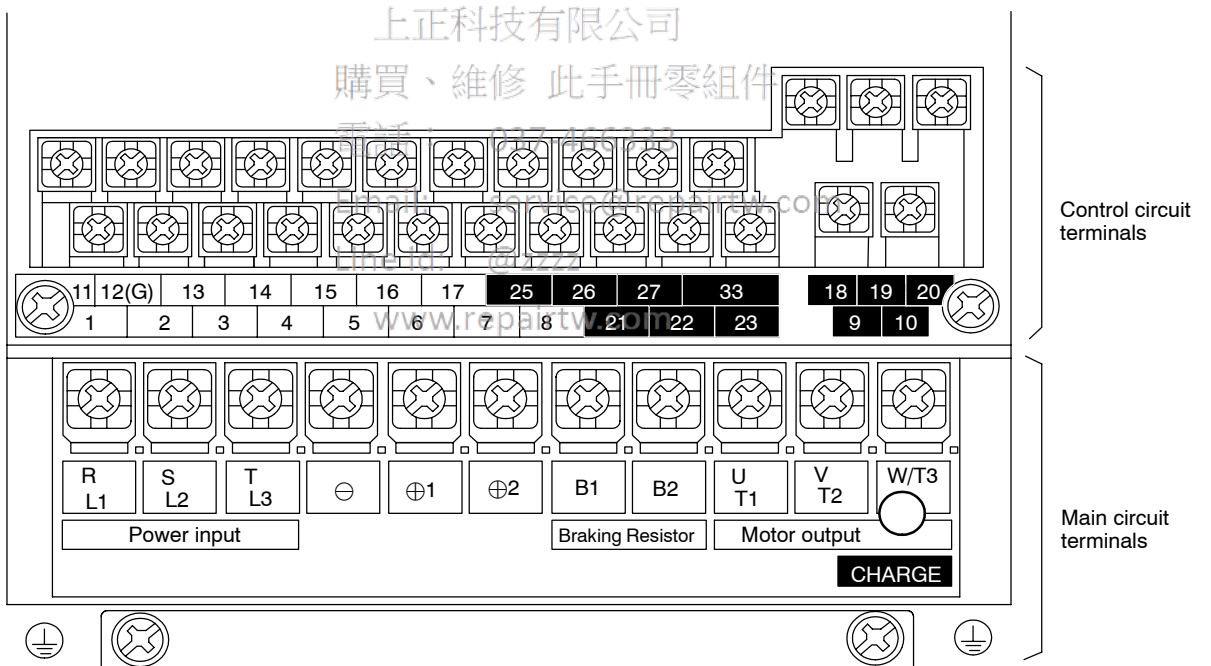 上正科技有限公司
購買、維修 此手冊零組件
電話： 037-466333
Email: service@repairtw.com
Line id: @zzzz
www.repairtw.com
Control circuit
terminals
11 12(G) 13 14 15 16 17 25 26 27 33 18 19 20
1 2 3 4 5 6 7 8 21 22 23 9 10
R S T ⊖ ⊕1 ⊕2 B1 B2 U V W/T3
L1 L2 L3 T1 T2
Power input Braking Resistor Motor output
CHARGE
Main circuit
terminals